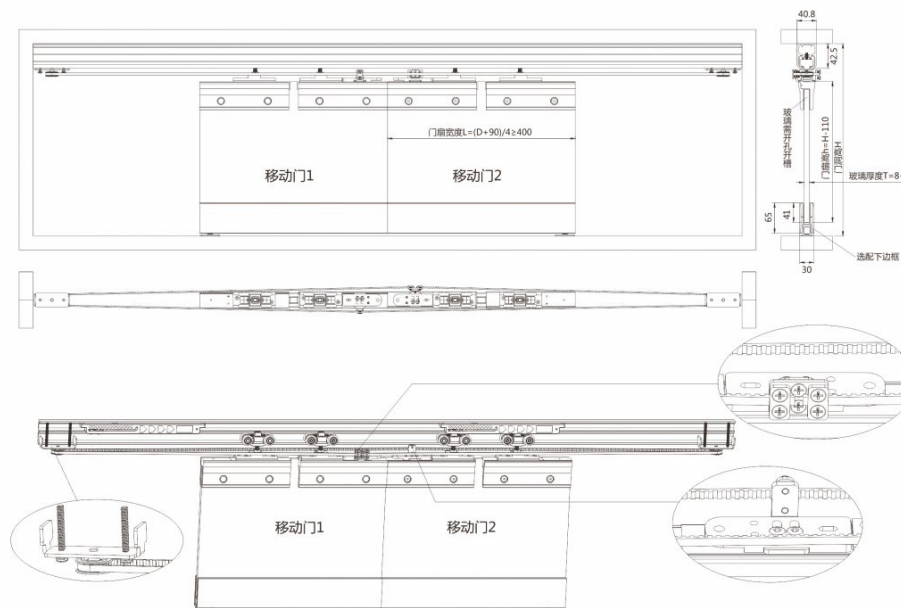 40.8
42.5
门扇宽度L=(D+90)/4≥400
移动门1
移动门2
玻璃需开孔开槽
门扇高h=H-110
门洞高H
玻璃厚度T=8-
65
41
选配下边框
30
移动门1
移动门2